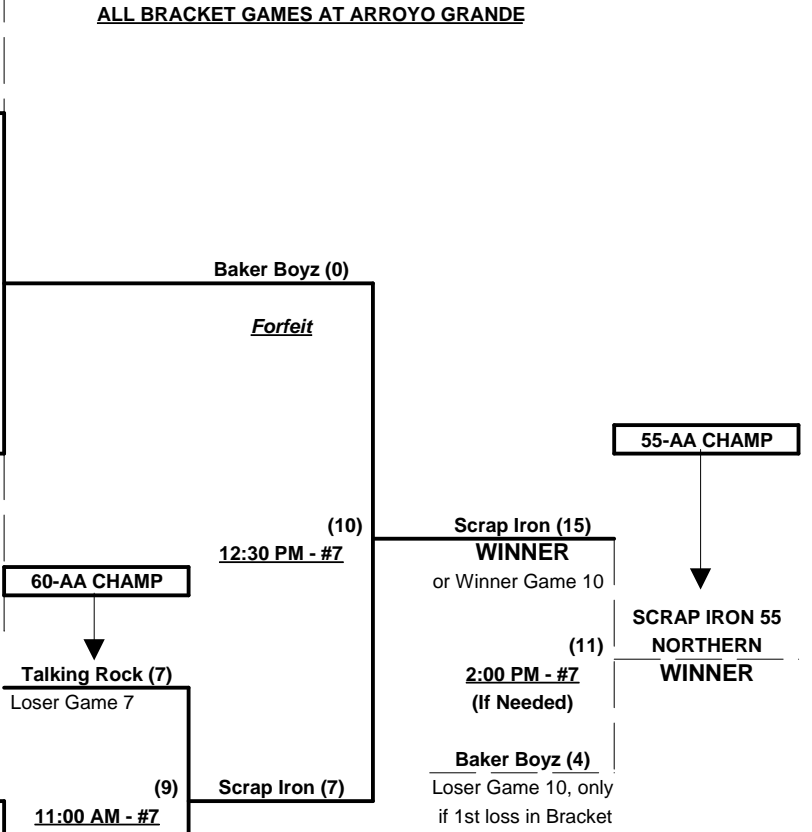 ALL BRACKET GAMES AT ARROYO GRANDE
Baker Boyz (0)
Forfeit
55-AA CHAMP
(10)
12:30 PM - #7
Scrap Iron (15)
WINNER
or Winner Game 10
60-AA CHAMP
SCRAP IRON 55
NORTHERN
WINNER
(11)
2:00 PM - #7
(If Needed)
Talking Rock (7)
Loser Game 7
Baker Boyz (4)
Loser Game 10, only
if 1st loss in Bracket
(9)
11:00 AM - #7
Scrap Iron (7)